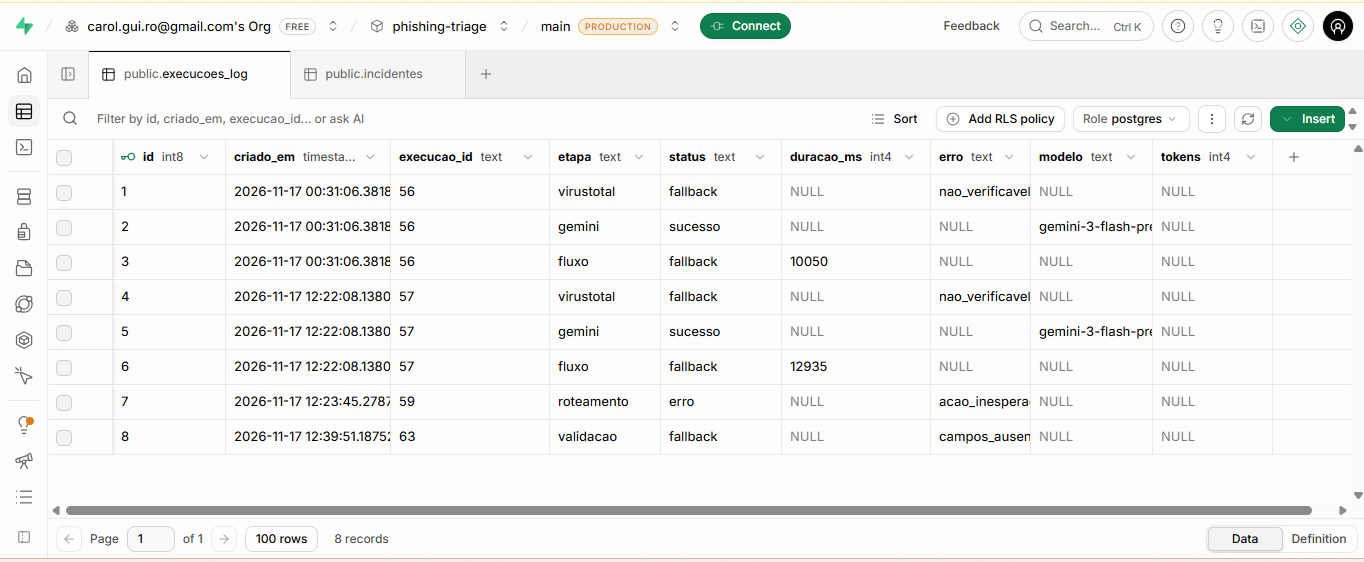 carol.gui.ro@gmail.com's Org FREE / phishing-triage / main PRODUCTION Connect Feedback Search... Ctrl K
public.execucoes_log public.incidentes
Filter by id, criado_em, execucao_id... or ask AI Sort Add RLS policy Role postgres Insert
id int8 criado_em timesta... execucao_id text etapa text status text duracao_ms int4 erro text modelo text tokens int4
1 2026-11-17 00:31:06.3818 56 virustotal fallback NULL nao_verificavel NULL NULL
2 2026-11-17 00:31:06.3818 56 gemini sucesso NULL NULL gemini-3-flash-pre NULL
3 2026-11-17 00:31:06.3818 56 fluxo fallback 10050 NULL NULL NULL
4 2026-11-17 12:22:08.1380 57 virustotal fallback NULL nao_verificavel NULL NULL
5 2026-11-17 12:22:08.1380 57 gemini sucesso NULL NULL gemini-3-flash-pre NULL
6 2026-11-17 12:22:08.1380 57 fluxo fallback 12935 NULL NULL NULL
7 2026-11-17 12:23:45.2787 59 roteamento erro NULL acao_inespera NULL NULL
8 2026-11-17 12:39:51.18752 63 validacao fallback NULL campos_ausen NULL NULL
Page 1 of 1 100 rows 8 records Data Definition